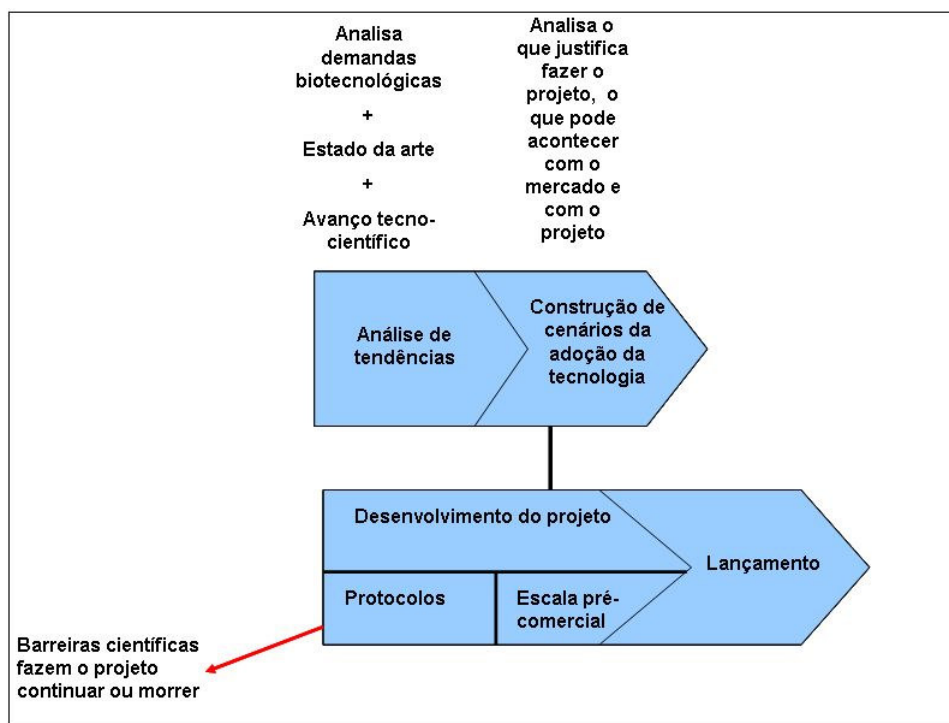 Analisa
demandas
biotecnológicas
+
Estado da arte
+
Avanço tecno-
científico
Analisa o
que justifica
fazer o
projeto, o
que pode
acontecer
com o
mercado e
com o
projeto
Análise de
tendências
Construção de
cenários da
adoção da
tecnologia
Desenvolvimento do projeto
Lançamento
Protocolos
Escala pré-
comercial
Barreiras científicas
fazem o projeto
continuar ou morrer